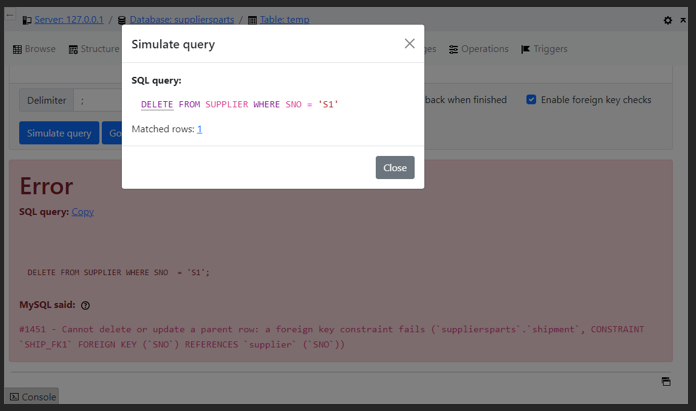 Server: 127.0.0.1 / Database: suppliersparts / Table: temp
Browse Structure ges Operations Triggers
Simulate query
SQL query:
DELETE FROM SUPPLIER WHERE SNO = 'S1'
Matched rows: 1
Close
Delimiter ; back when finished Enable foreign key checks
Simulate query Go
Error
SQL query: Copy
DELETE FROM SUPPLIER WHERE SNO = 'S1';
MySQL said:
#1451 - Cannot delete or update a parent row: a foreign key constraint fails (`suppliersparts`.`shipment`, CONSTRAINT
`SHIP_FK1` FOREIGN KEY (`SNO`) REFERENCES `supplier` (`SNO`))
Console